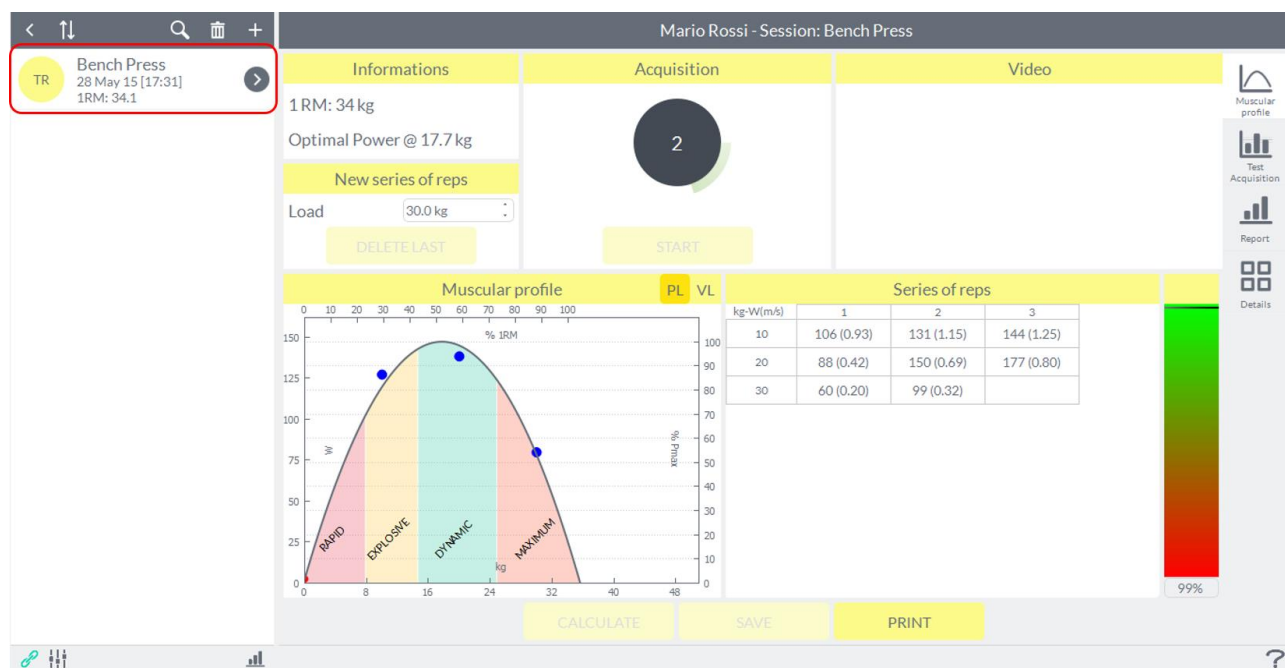 Mario Rossi - Session: Bench Press
TR
Bench Press
28 May 15 [17:31]
1RM: 34.1
Informations
1 RM: 34 kg
Optimal Power @ 17.7 kg
New series of reps
Load 30.0 kg
DELETE LAST
Acquisition
2
START
Video
Muscular profile
Test Acquisition
Report
Details
Muscular profile
PL VL
0 10 20 30 40 50 60 70 80 90 100
% 1RM
150
125
100
75
50
25
0
W
100
90
80
70
60
50
40
30
20
10
0
% Pmax
RAPID
EXPLOSIVE
DYNAMIC
MAXIMUM
kg
0 8 16 24 32 40 48
Series of reps
kg-W(m/s) 1 2 3
10 106 (0.93) 131 (1.15) 144 (1.25)
20 88 (0.42) 150 (0.69) 177 (0.80)
30 60 (0.20) 99 (0.32)
99%
CALCULATE SAVE PRINT
?